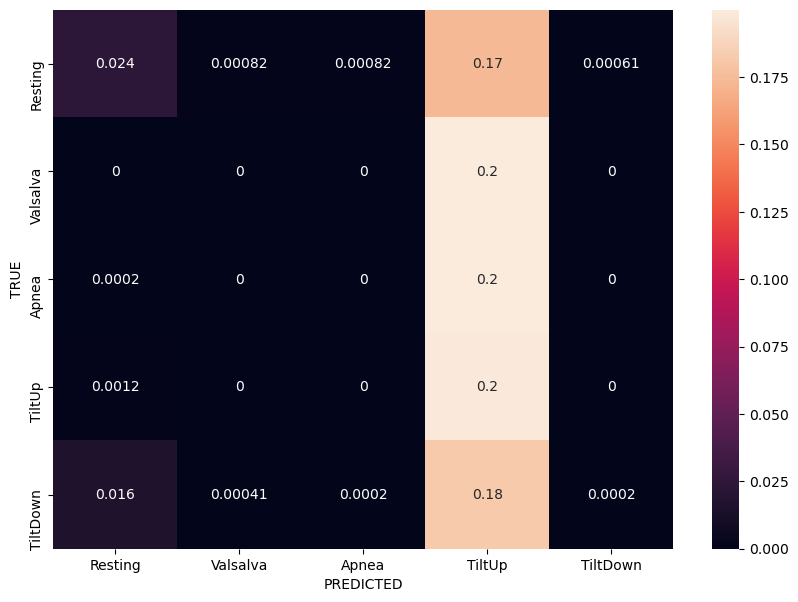 TRUE
Resting 0.024 0.00082 0.00082 0.17 0.00061
Valsalva 0 0 0 0.2 0
Apnea 0.0002 0 0 0.2 0
TiltUp 0.0012 0 0 0.2 0
TiltDown 0.016 0.00041 0.0002 0.18 0.0002
Resting Valsalva Apnea TiltUp TiltDown
PREDICTED
0.175
0.150
0.125
0.100
0.075
0.050
0.025
0.000